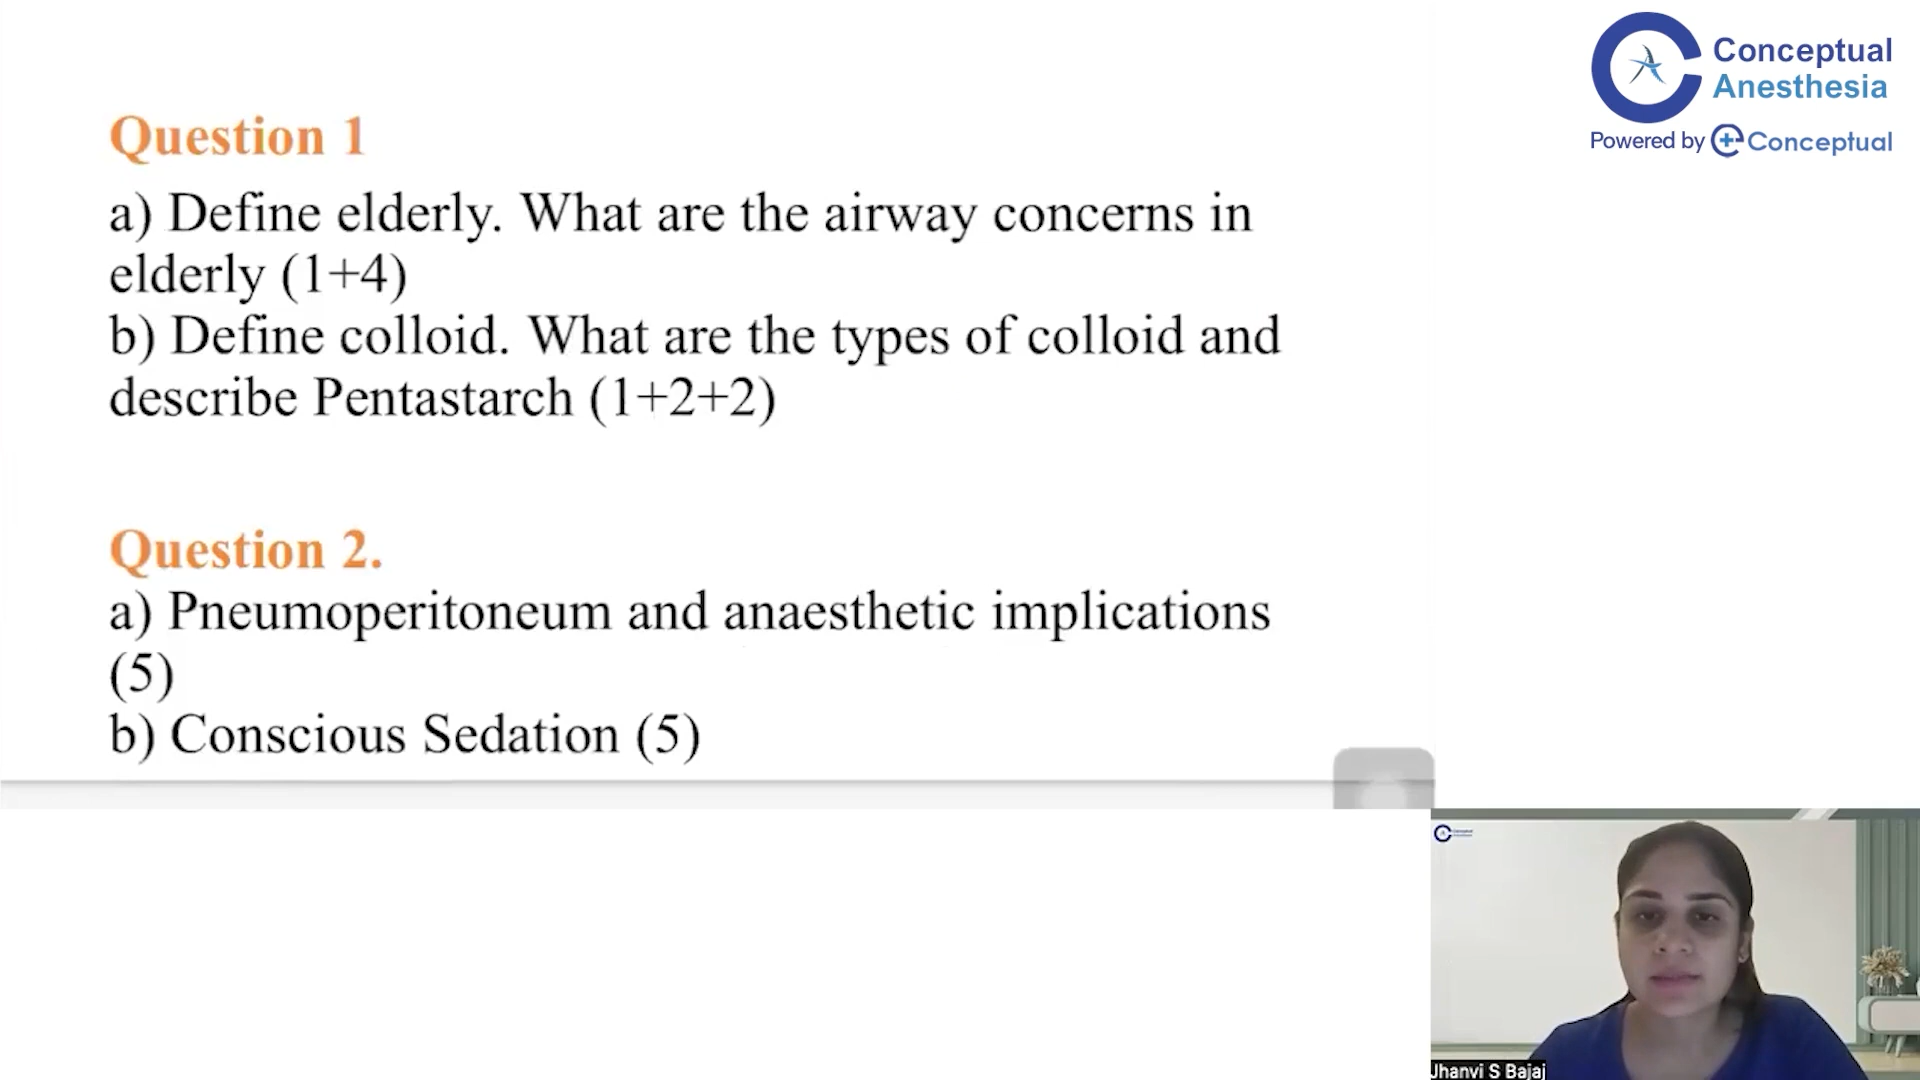 Conceptual
Anesthesia
Powered by Conceptual
Question 1
a) Define elderly. What are the airway concerns in
elderly (1+4)
b) Define colloid. What are the types of colloid and
describe Pentastarch (1+2+2)
Question 2.
a) Pneumoperitoneum and anaesthetic implications
(5)
b) Conscious Sedation (5)
Jhanvi S Bajaj